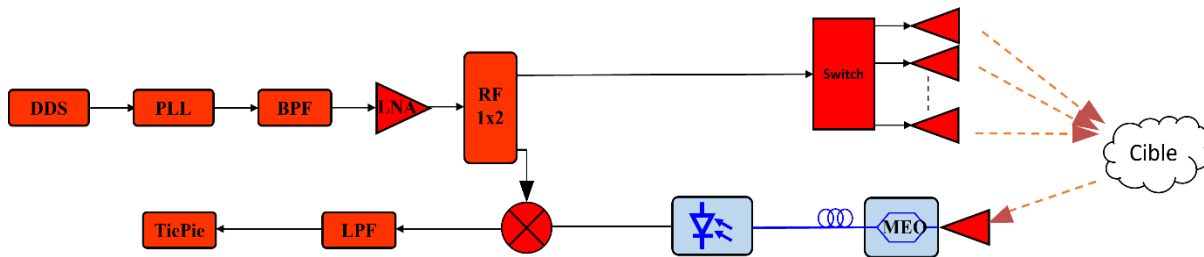 DDS
PLL
BPF
LNA
RF
1x2
Switch
Cible
TiePie
LPF
MEO